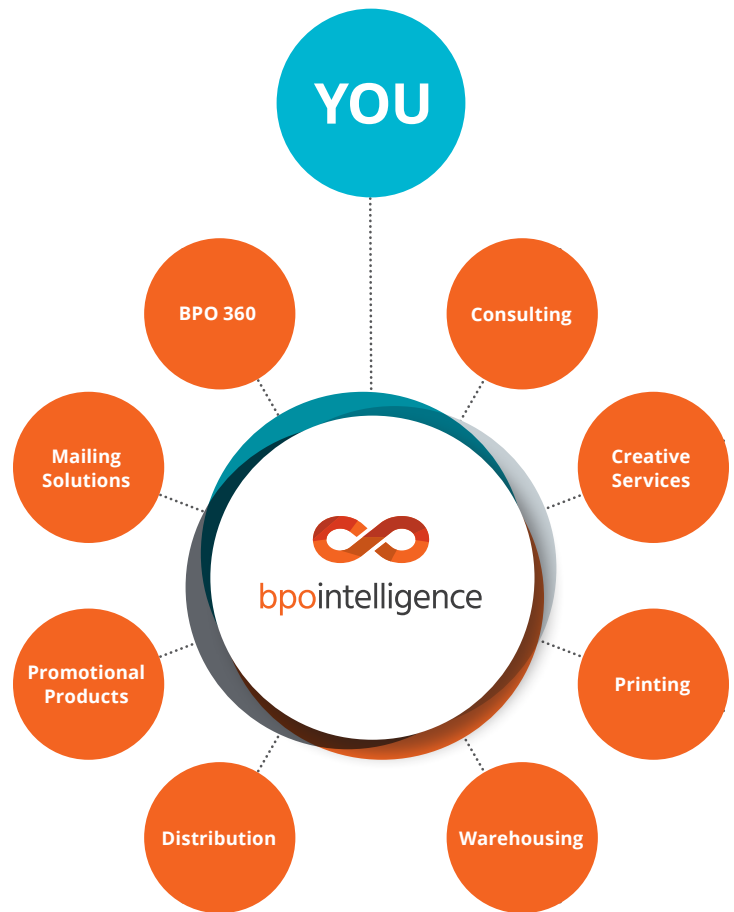 YOU
BPO 360
Consulting
Mailing
Solutions
Creative
Services
bpointelligence
Promotional
Products
Printing
Distribution
Warehousing